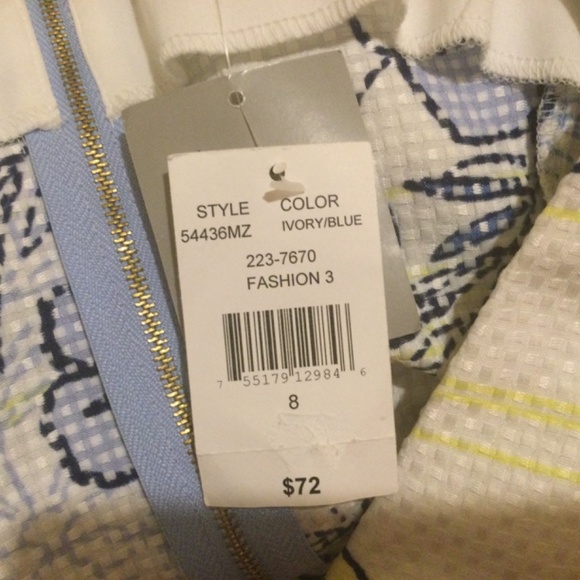 STYLE COLOR
54436MZ IVORY/BLUE
223-7670
FASHION 3
7 55179 12984 6
8
$72